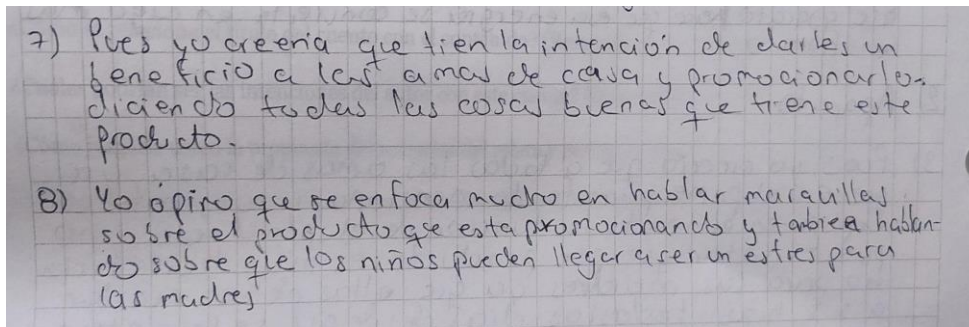 7) Pues yo creeria que tien la intención de darles un
beneficio a las amas de casa y promocionarlo.
diciendo todas las cosas buenas que tiene este
producto.
8) Yo opino que se enfoca mucho en hablar maravillas
sobre el producto que esta promocionando y tambien hablan-
do sobre que los niños pueden llegar a ser un estres para
las madres